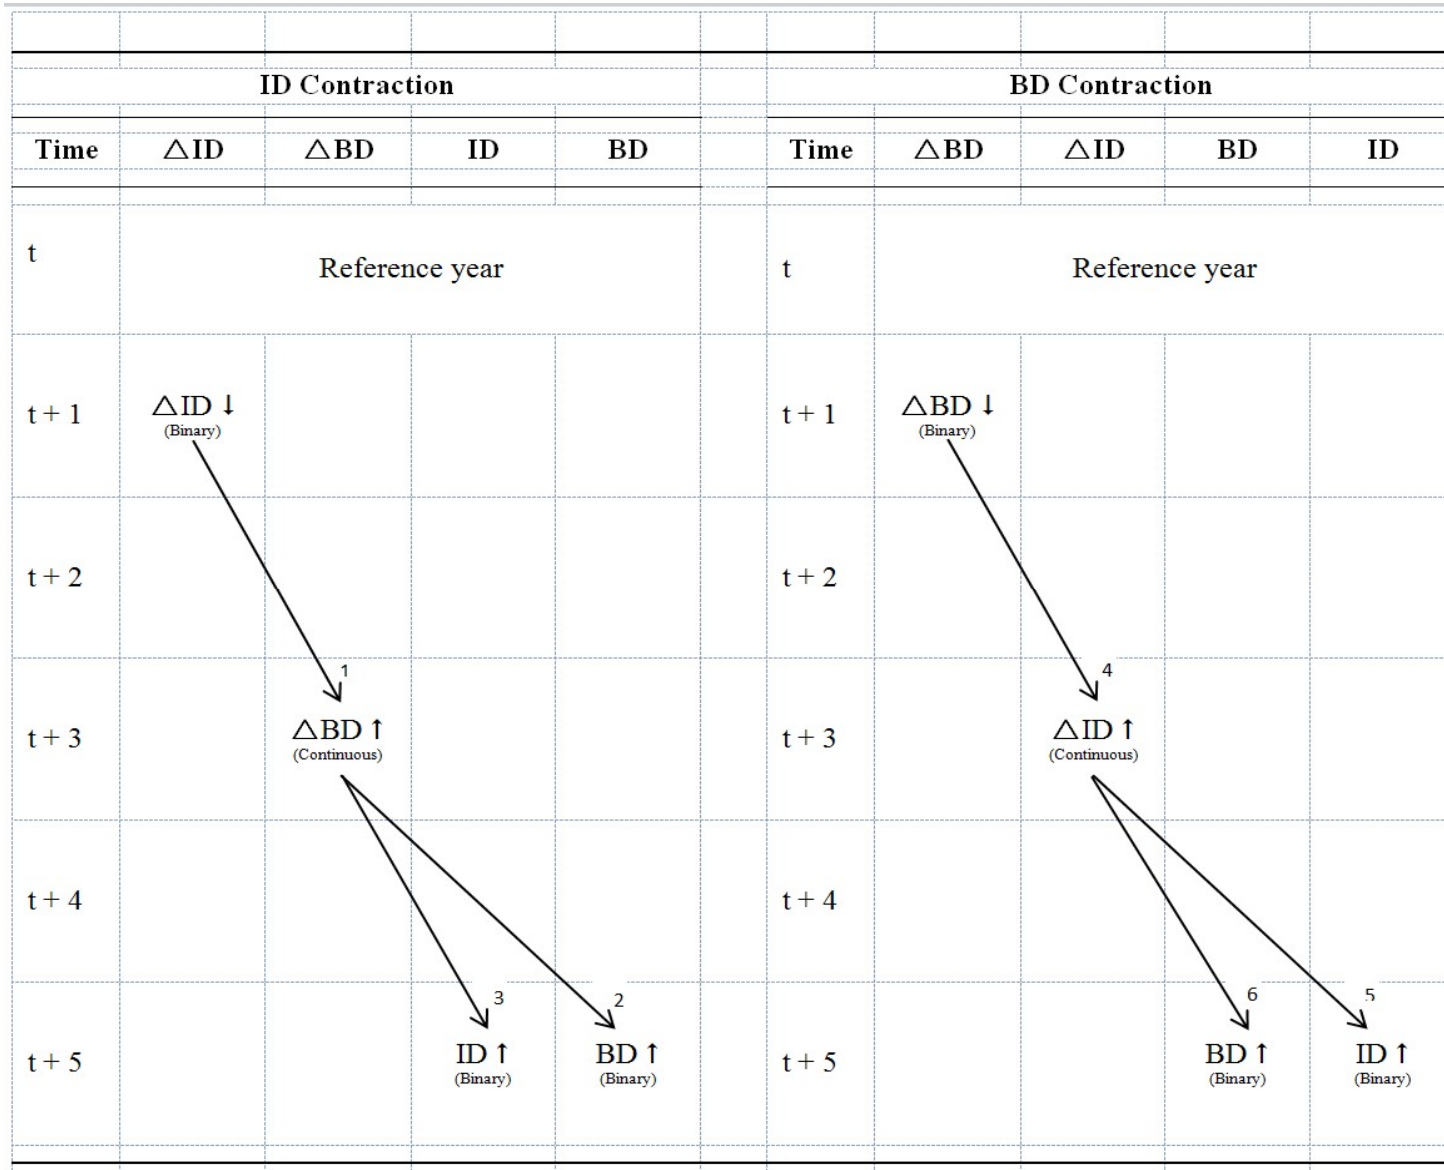 ID Contraction BD Contraction
Time △ID △BD ID BD Time △BD △ID BD ID
t Reference year t Reference year
t + 1 △ID ↓ t + 1 △BD ↓
(Binary) (Binary)
t + 2 t + 2
1 4
t + 3 △BD ↑ t + 3 △ID ↑
(Continuous) (Continuous)
t + 4 t + 4
3 2 6 5
t + 5 ID ↑ BD ↑ t + 5 BD ↑ ID ↑
(Binary) (Binary) (Binary) (Binary)